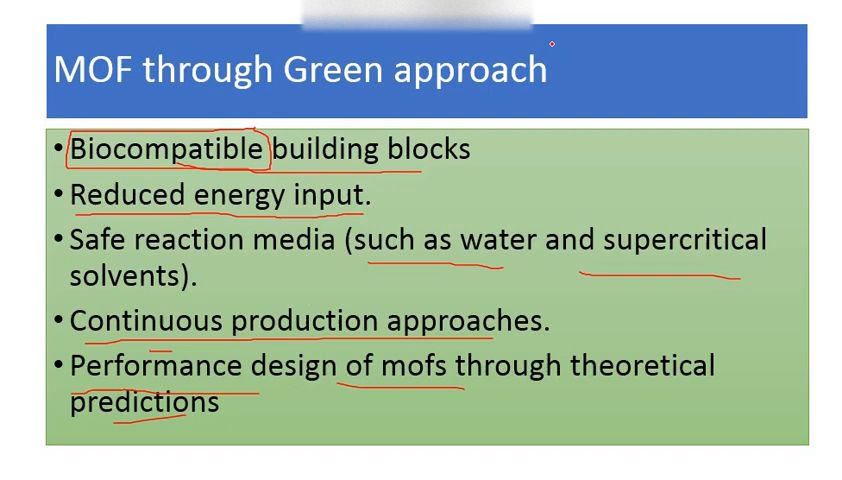 MOF through Green approach
• Biocompatible building blocks
• Reduced energy input.
• Safe reaction media (such as water and supercritical
solvents).
• Continuous production approaches.
• Performance design of mofs through theoretical
predictions